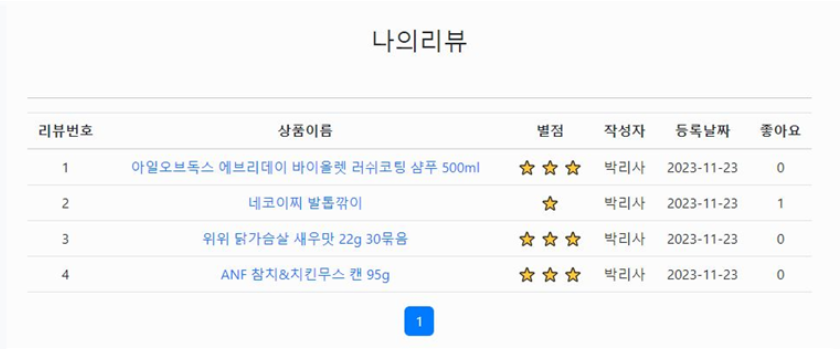 나의리뷰
리뷰번호 상품이름 별점 작성자 등록날짜 좋아요
1 아일오브독스 에브리데이 바이올렛 러쉬코팅 샴푸 500ml 박리사 2023-11-23 0
2 네코이찌 발톱깎이 박리사 2023-11-23 1
3 위위 닭가슴살 새우맛 22g 30묶음 박리사 2023-11-23 0
4 ANF 참치&치킨무스 캔 95g 박리사 2023-11-23 0
1